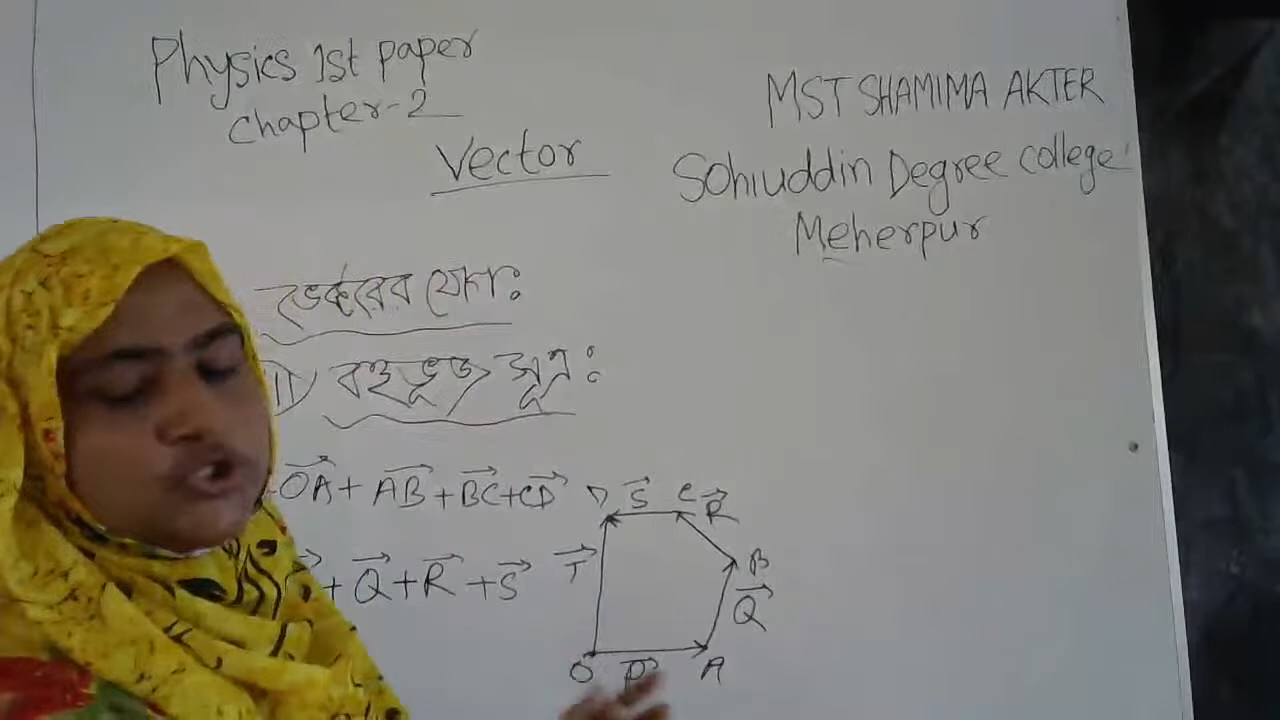 Physics 1st paper
chapter-2
Vector
MST SHAMIMA AKTER
Sohiuddin Degree college
Meherpur
ভেক্টরের যোগ:
বহুভুজ সূত্র:
OA + AB + BC + CD
+ Q + R + S
D S C R
T
B
Q
O P A